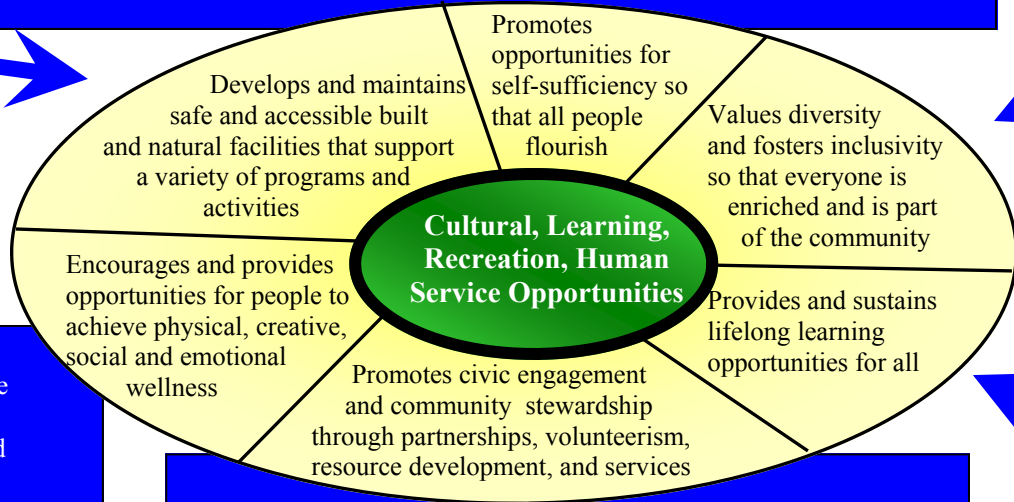 Promotes
opportunities for
self-sufficiency so
that all people
flourish
Develops and maintains
safe and accessible built
and natural facilities that support
a variety of programs and
activities
Values diversity
and fosters inclusivity
so that everyone is
enriched and is part
of the community
Cultural, Learning,
Recreation, Human
Service Opportunities
Encourages and provides
opportunities for people to
achieve physical, creative,
social and emotional
wellness
Provides and sustains
lifelong learning
opportunities for all
Promotes civic engagement
and community stewardship
through partnerships, volunteerism,
resource development, and services